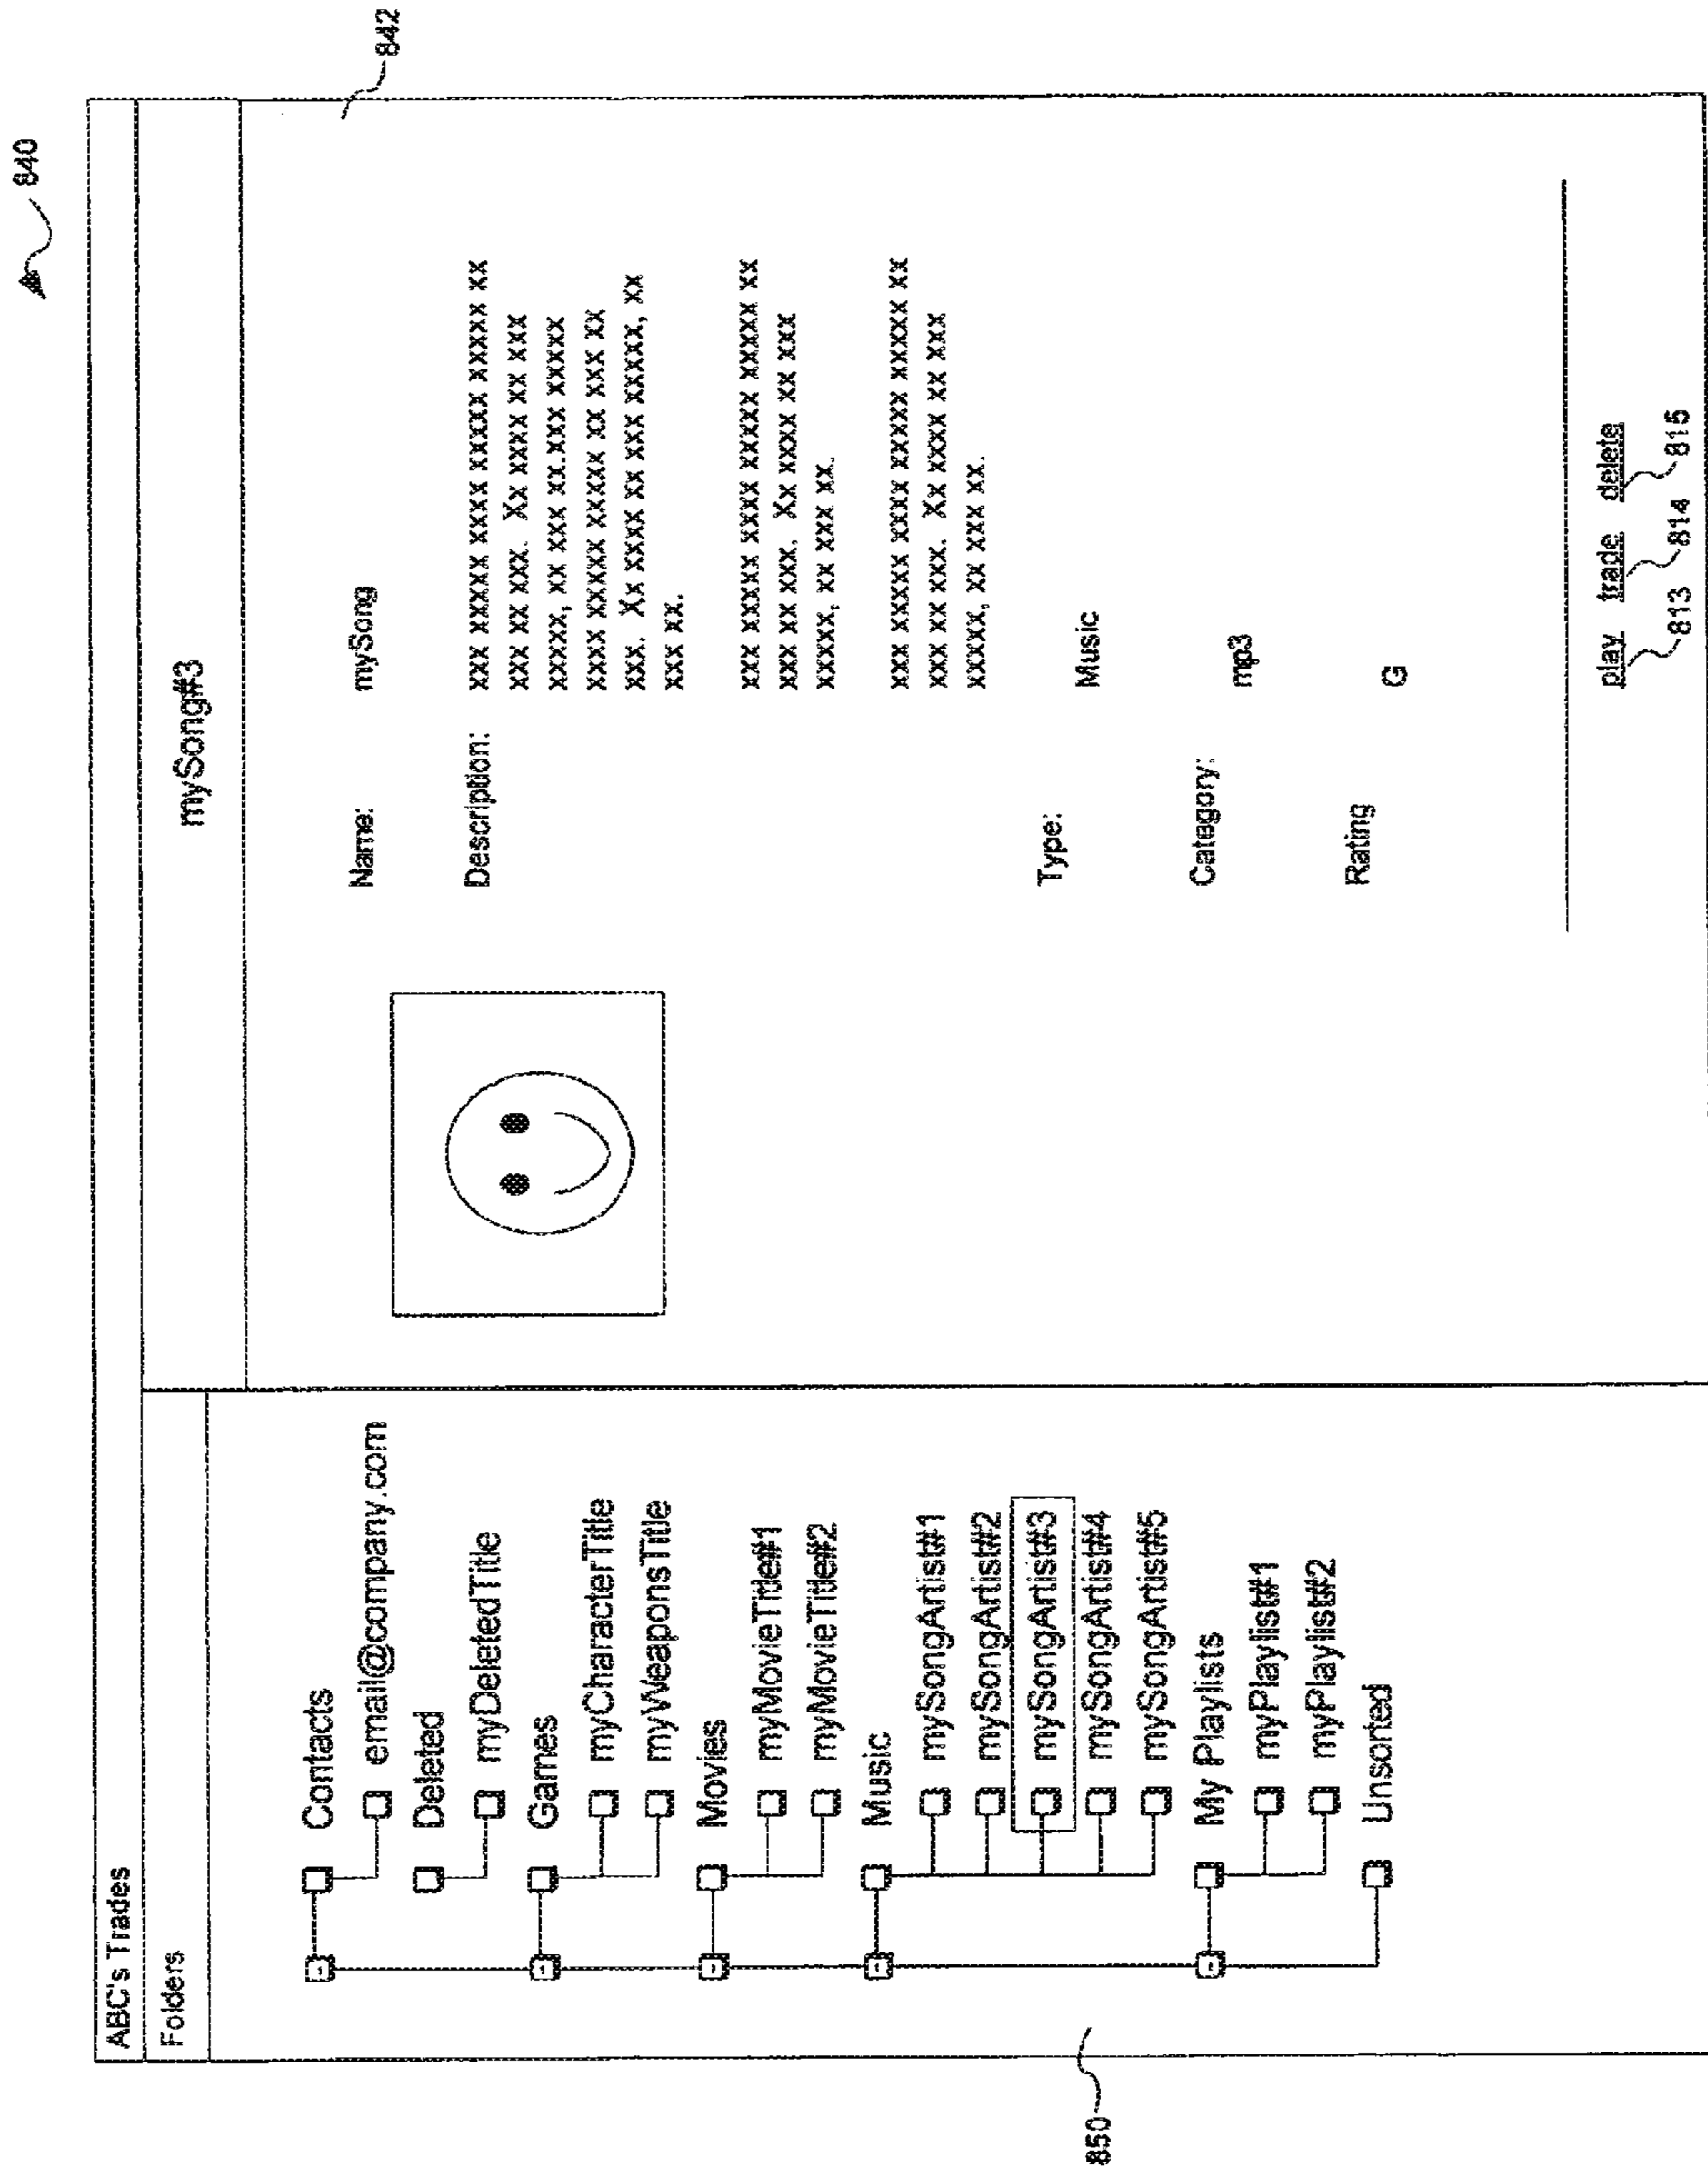 840
842
ABC's Trades
Folders
mySong#3
Contacts
email@company.com
Deleted
myDeletedTitle
Games
myCharacterTitle
myWeaponsTitle
Movies
myMovieTitle#1
myMovieTitle#2
Music
mySongArtist#1
mySongArtist#2
mySongArtist#3
mySongArtist#4
mySongArtist#5
My Playlists
myPlaylist#1
myPlaylist#2
Unsorted
850
Name: mySong
Description: xxx xxxxx xxxx xxxxx xxxxx xx
xxx xx xxx. Xx xxxx xx xxx
xxxxx, xx xxx xx.xxx xxxxx
xxxx xxxxx xxxxx xx xxx xx
xxx. Xx xxxx xx xxx xxxxx, xx
xxx xx.
xxx xxxxx xxxx xxxxx xxxxx xx
xxx xx xxx. Xx xxxx xx xxx
xxxxx, xx xxx xx.
xxx xxxxx xxxx xxxxx xxxxx xx
xxx xx xxx. Xx xxxx xx xxx
xxxxx, xx xxx xx.
Type: Music
Category: mp3
Rating G
play trade delete
813 814 815